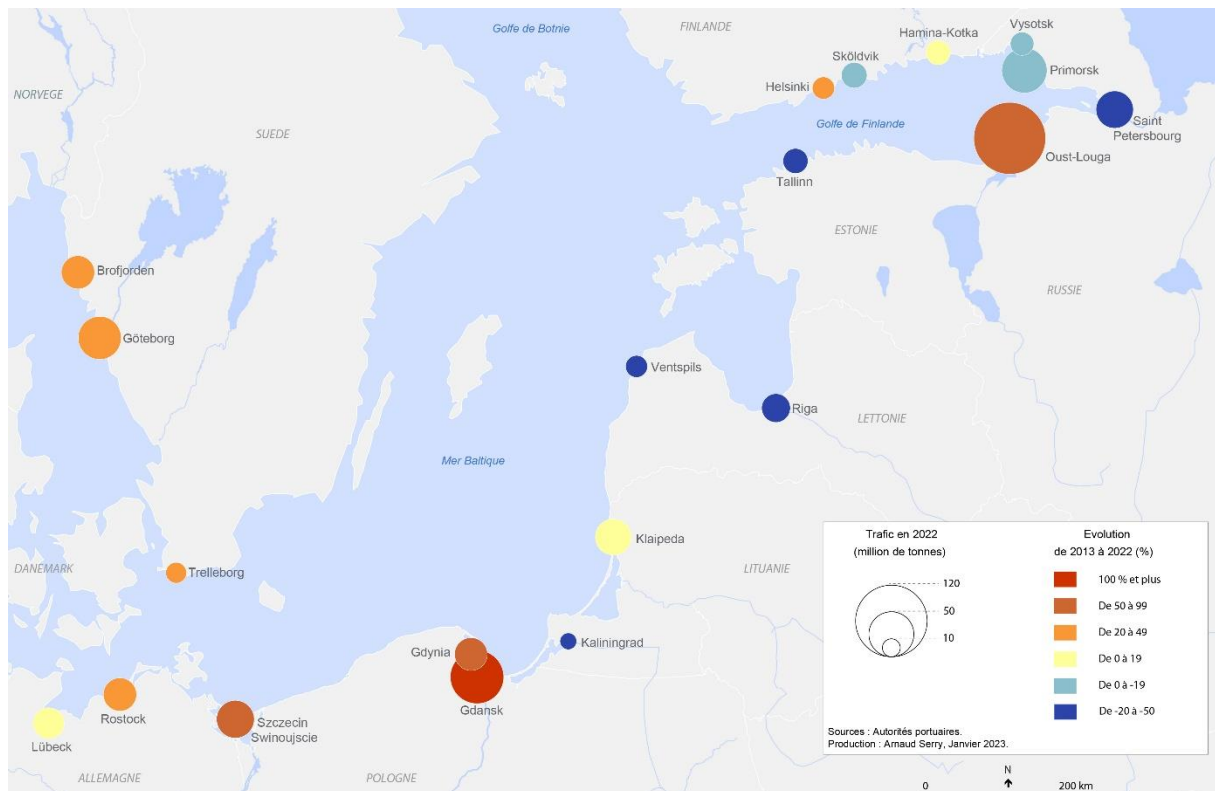 Golfe de Botnie
FINLANDE
Hamina-Kotka
Vysotsk
Sköldvik
Primorsk
NORVEGE
Helsinki
SUEDE
Golfe de Finlande
Saint
Petersbourg
Oust-Louga
Tallinn
ESTONIE
Brofjorden
RUSSIE
Göteborg
Ventspils
Riga
LETTONIE
Mer Baltique
Klaipeda
DANEMARK
Trelleborg
LITUANIE
Kaliningrad
Gdynia
Gdansk
Rostock
Szczecin
Swinoujscie
Lübeck
ALLEMAGNE
POLOGNE
Trafic en 2022
(million de tonnes)
120
50
10
Evolution
de 2013 à 2022 (%)
100 % et plus
De 50 à 99
De 20 à 49
De 0 à 19
De 0 à -19
De -20 à -50
Sources : Autorités portuaires.
Production : Arnaud Serry, Janvier 2023.
N
0
200 km